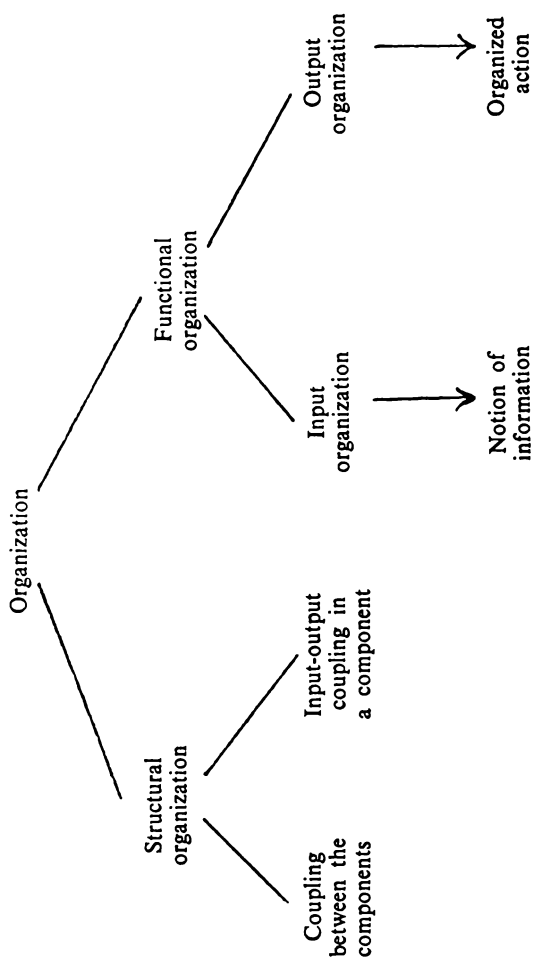 Organization
Structural
organization
Functional
organization
Coupling
between the
components
Input-output
coupling in
a component
Input
organization
Output
organization
Notion of
information
Organized
action